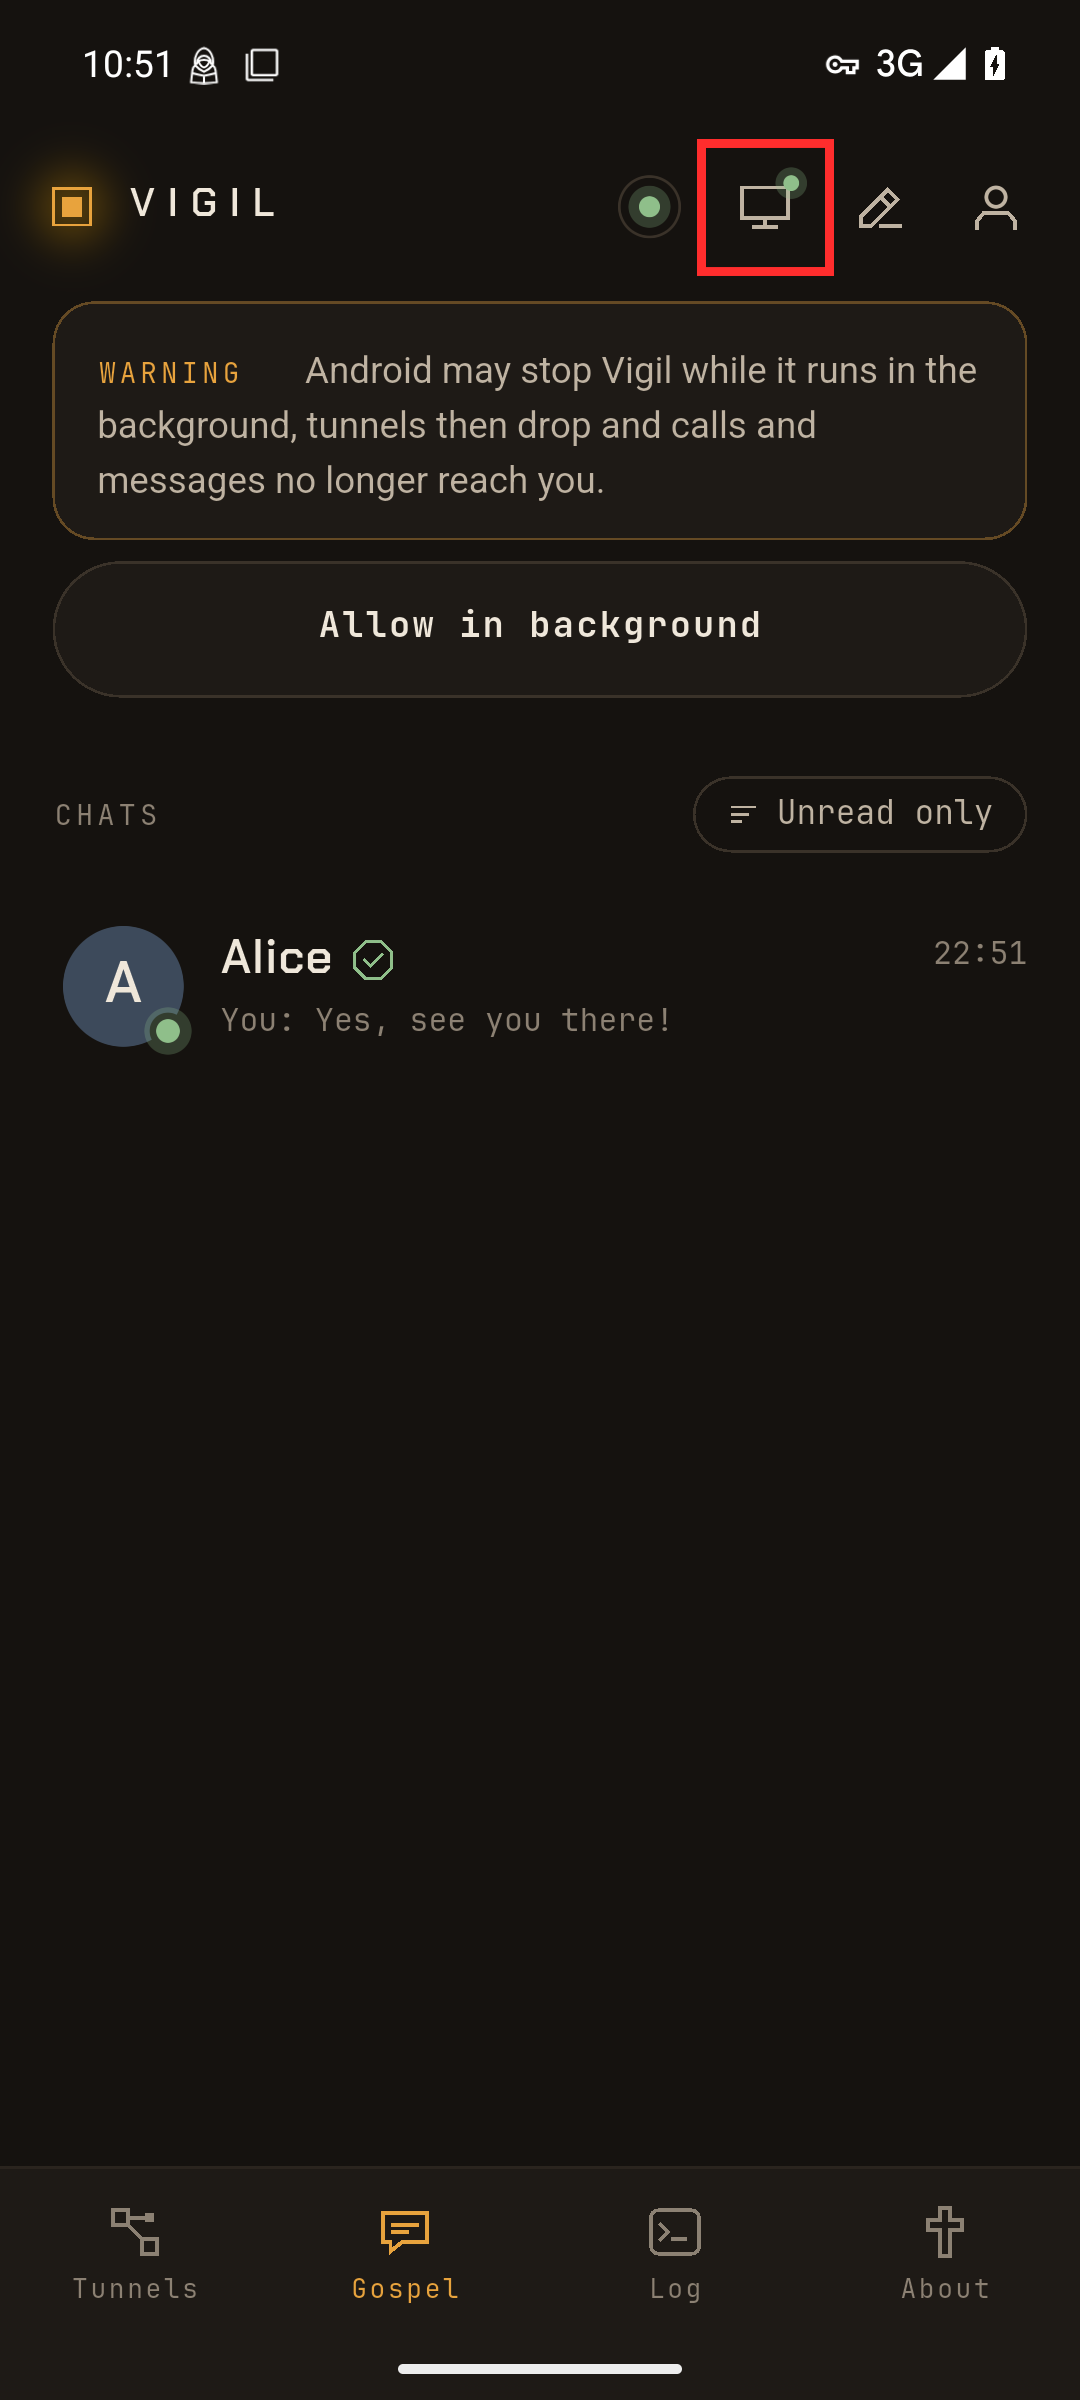 10:51
3G
VIGIL
WARNING Android may stop Vigil while it runs in the
background, tunnels then drop and calls and
messages no longer reach you.
Allow in background
CHATS
Unread only
A
Alice
22:51
You: Yes, see you there!
Tunnels
Gospel
Log
About